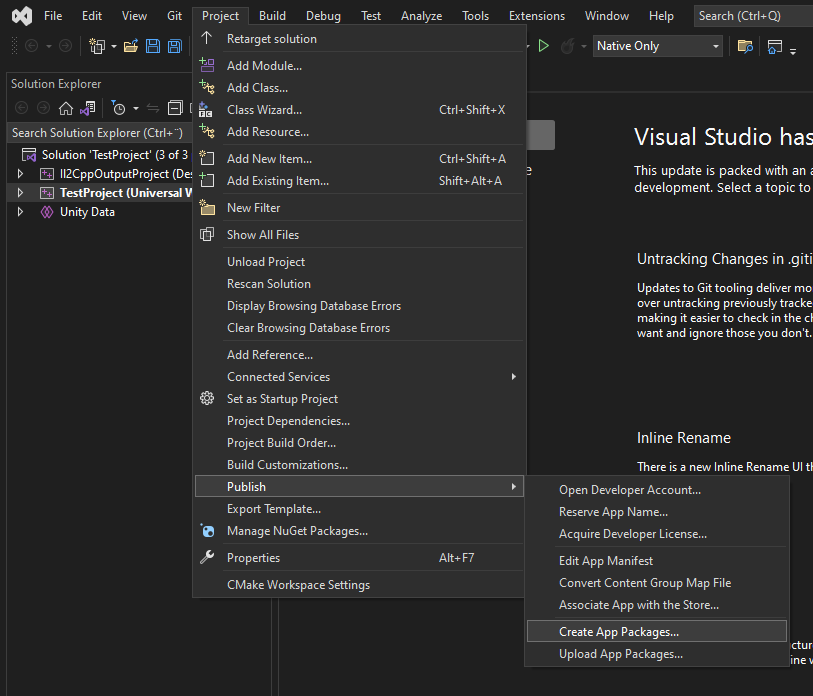 File Edit View Git Project Build Debug Test Analyze Tools Extensions Window Help Search (Ctrl+Q)
Native Only
Solution Explorer
Search Solution Explorer (Ctrl+¨)
Solution 'TestProject' (3 of 3
Il2CppOutputProject (Des
TestProject (Universal W
Unity Data
Retarget solution
Add Module...
Add Class...
Class Wizard... Ctrl+Shift+X
Add Resource...
Add New Item... Ctrl+Shift+A
Add Existing Item... Shift+Alt+A
New Filter
Show All Files
Unload Project
Rescan Solution
Display Browsing Database Errors
Clear Browsing Database Errors
Add Reference...
Connected Services
Set as Startup Project
Project Dependencies...
Project Build Order...
Build Customizations...
Publish
Export Template...
Manage NuGet Packages...
Properties Alt+F7
CMake Workspace Settings
Open Developer Account...
Reserve App Name...
Acquire Developer License...
Edit App Manifest
Convert Content Group Map File
Associate App with the Store...
Create App Packages...
Upload App Packages...
Visual Studio has
This update is packed with an a
development. Select a topic to
Untracking Changes in .giti
Updates to Git tooling deliver mo
over untracking previously tracke
making it easier to check in the ch
want and ignore those you don't.
Inline Rename
There is a new Inline Rename UI th